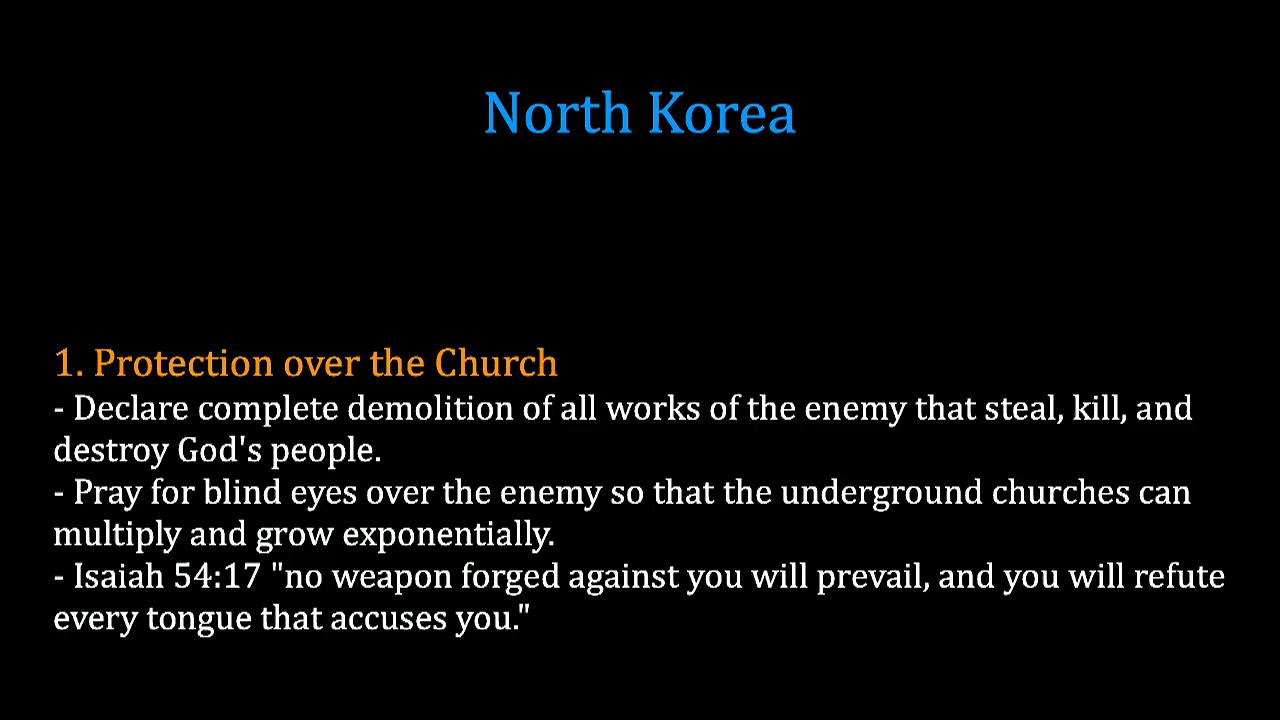 North Korea
1. Protection over the Church
- Declare complete demolition of all works of the enemy that steal, kill, and
destroy God's people.
- Pray for blind eyes over the enemy so that the underground churches can
multiply and grow exponentially.
- Isaiah 54:17 "no weapon forged against you will prevail, and you will refute
every tongue that accuses you."